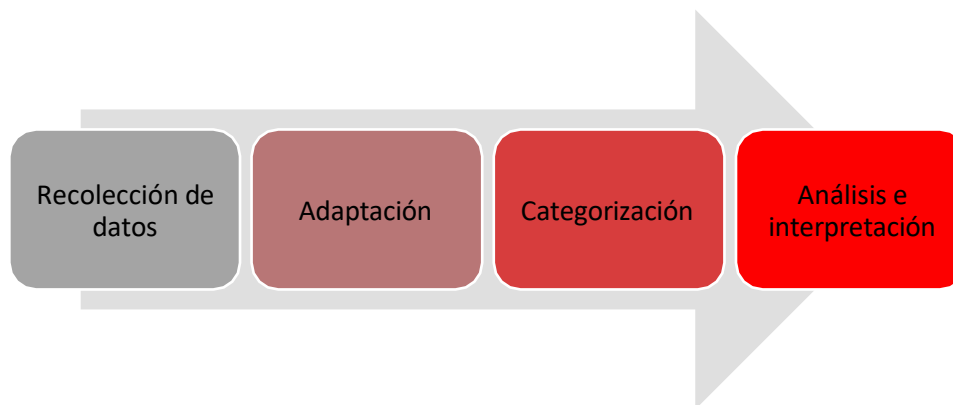 Recolección de
datos
Adaptación
Categorización
Análisis e
interpretación